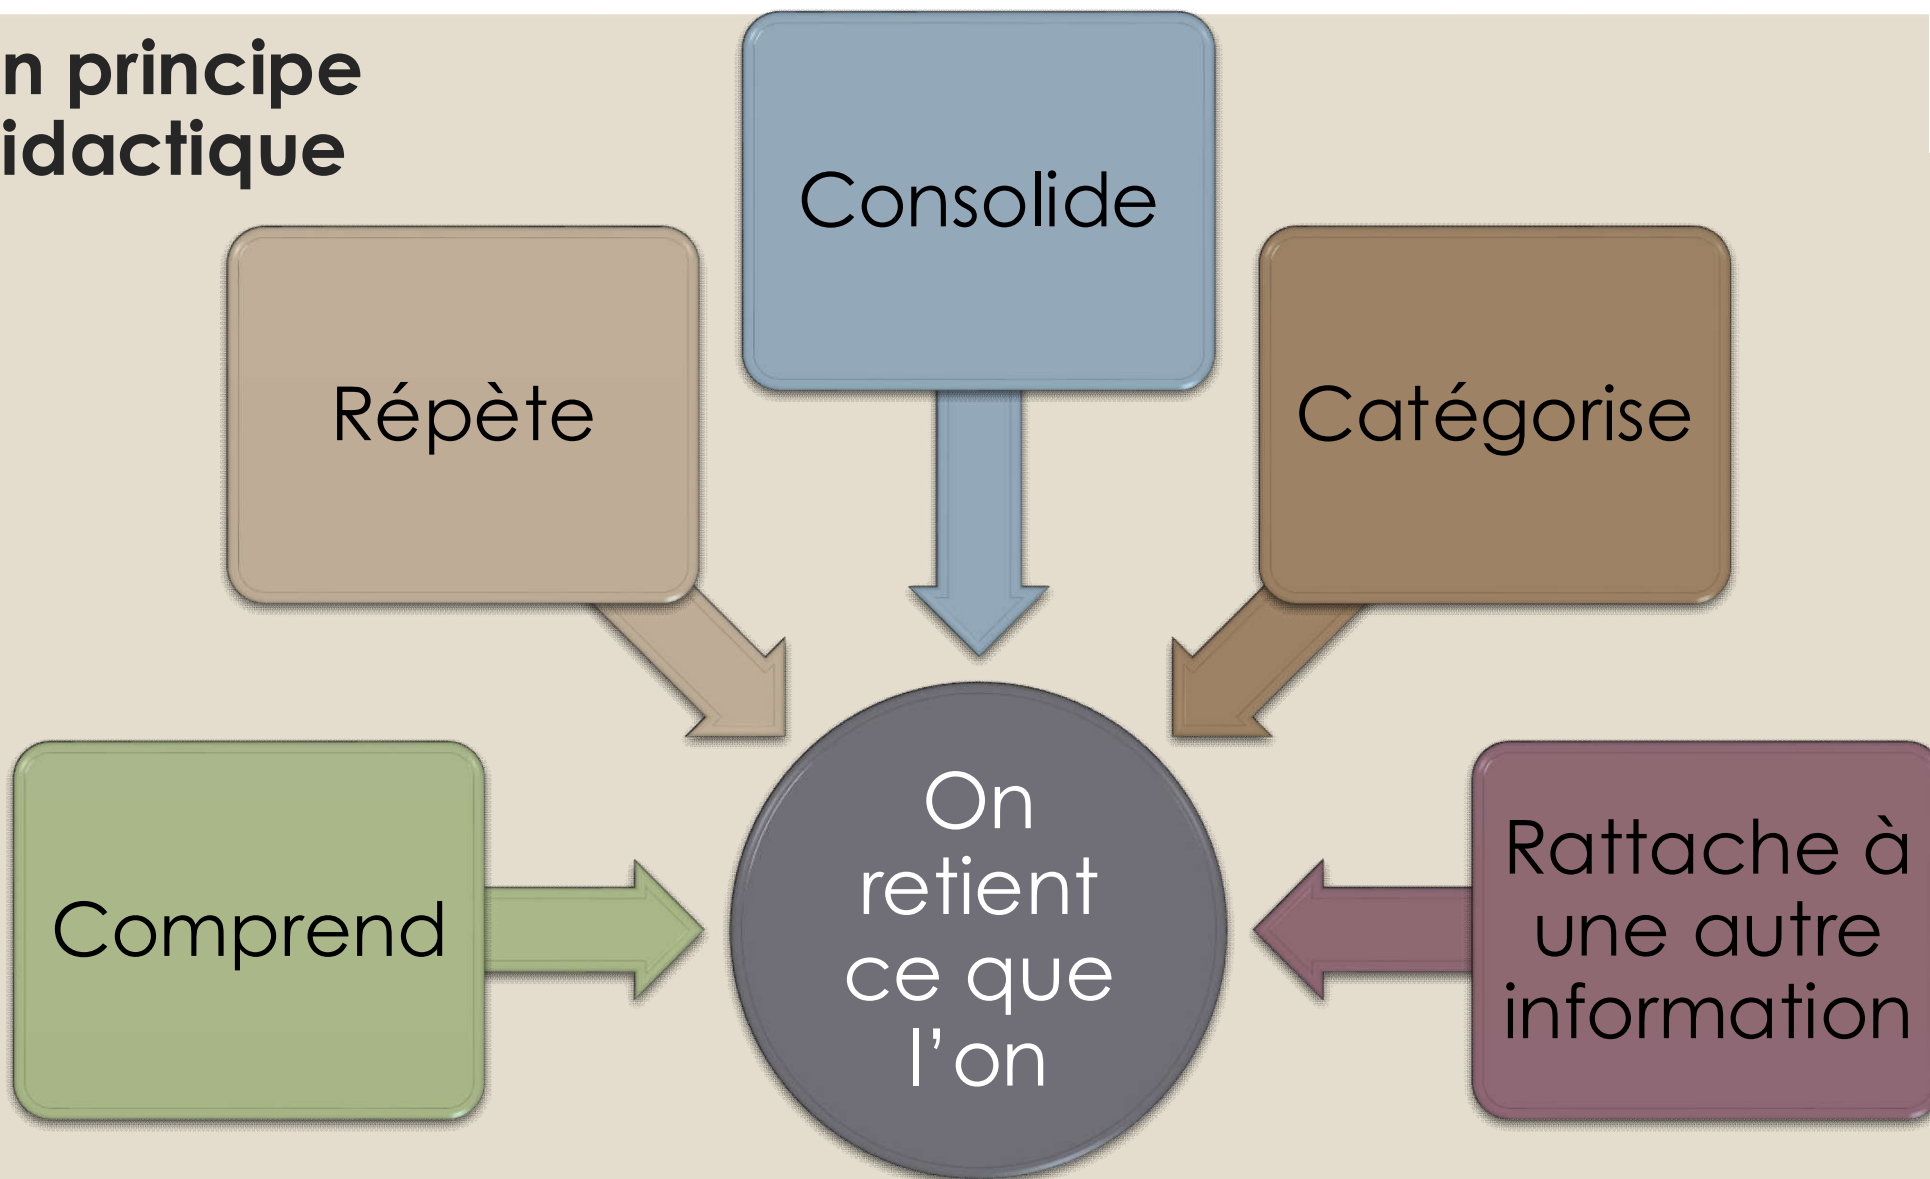 n principe
idactique
Consolide
Répète
Catégorise
Comprend
On
retient
ce que
l’on
Rattache à
une autre
information